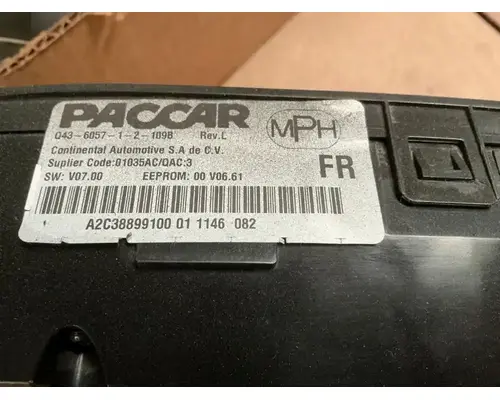 PACCAR
Q43-6057-1-2-109B Rev.L
MPH
Continental Automotive S.A de C.V.
Suplier Code:01035AC/QAC:3
FR
SW: V07.00 EEPROM: 00 V06.61
A2C38899100 01 1146 082